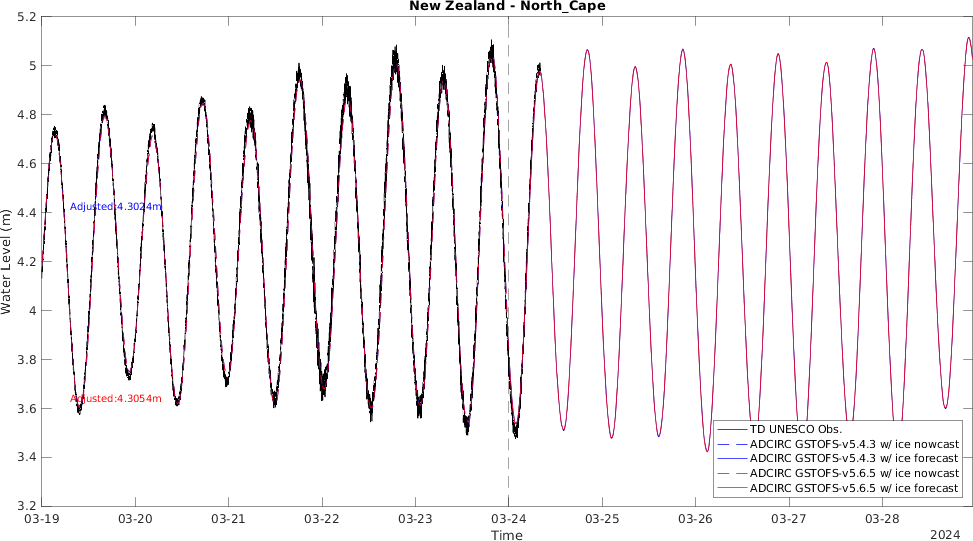 New Zealand - North_Cape
5.2
5
4.8
4.6
4.4
4.2
4
3.8
3.6
3.4
3.2
Water Level (m)
Adjusted:4.3024m
Adjusted:4.3054m
TD UNESCO Obs.
ADCIRC GSTOFS-v5.4.3 w/ ice nowcast
ADCIRC GSTOFS-v5.4.3 w/ ice forecast
ADCIRC GSTOFS-v5.6.5 w/ ice nowcast
ADCIRC GSTOFS-v5.6.5 w/ ice forecast
03-19 03-20 03-21 03-22 03-23 03-24 03-25 03-26 03-27 03-28
Time
2024